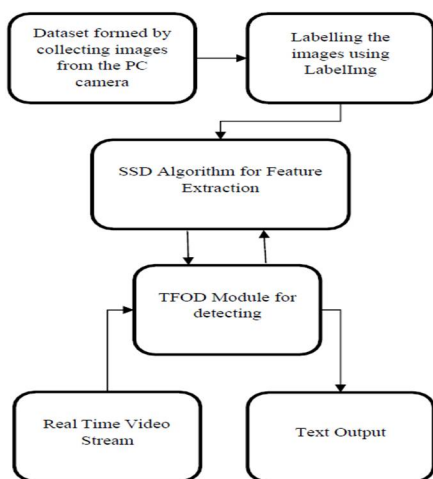 Dataset formed by
collecting images
from the PC
camera
Labelling the
images using
LabelImg
SSD Algorithm for Feature
Extraction
TFOD Module for
detecting
Real Time Video
Stream
Text Output